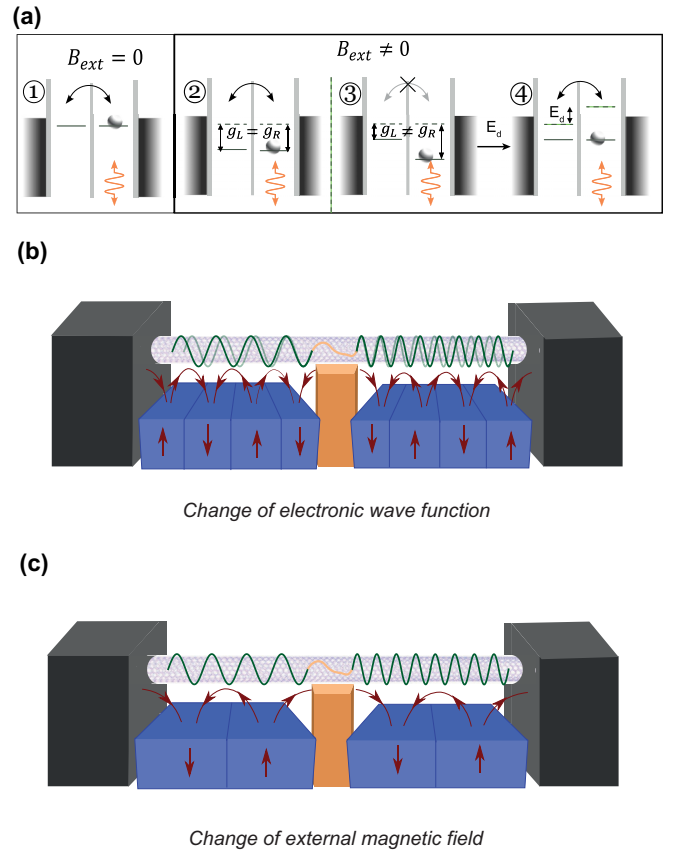 (a)
B_ext = 0
B_ext ≠ 0
①
②
③
④
g_L = g_R
g_L ≠ g_R
E_d
E_d
(b)
Change of electronic wave function
(c)
Change of external magnetic field